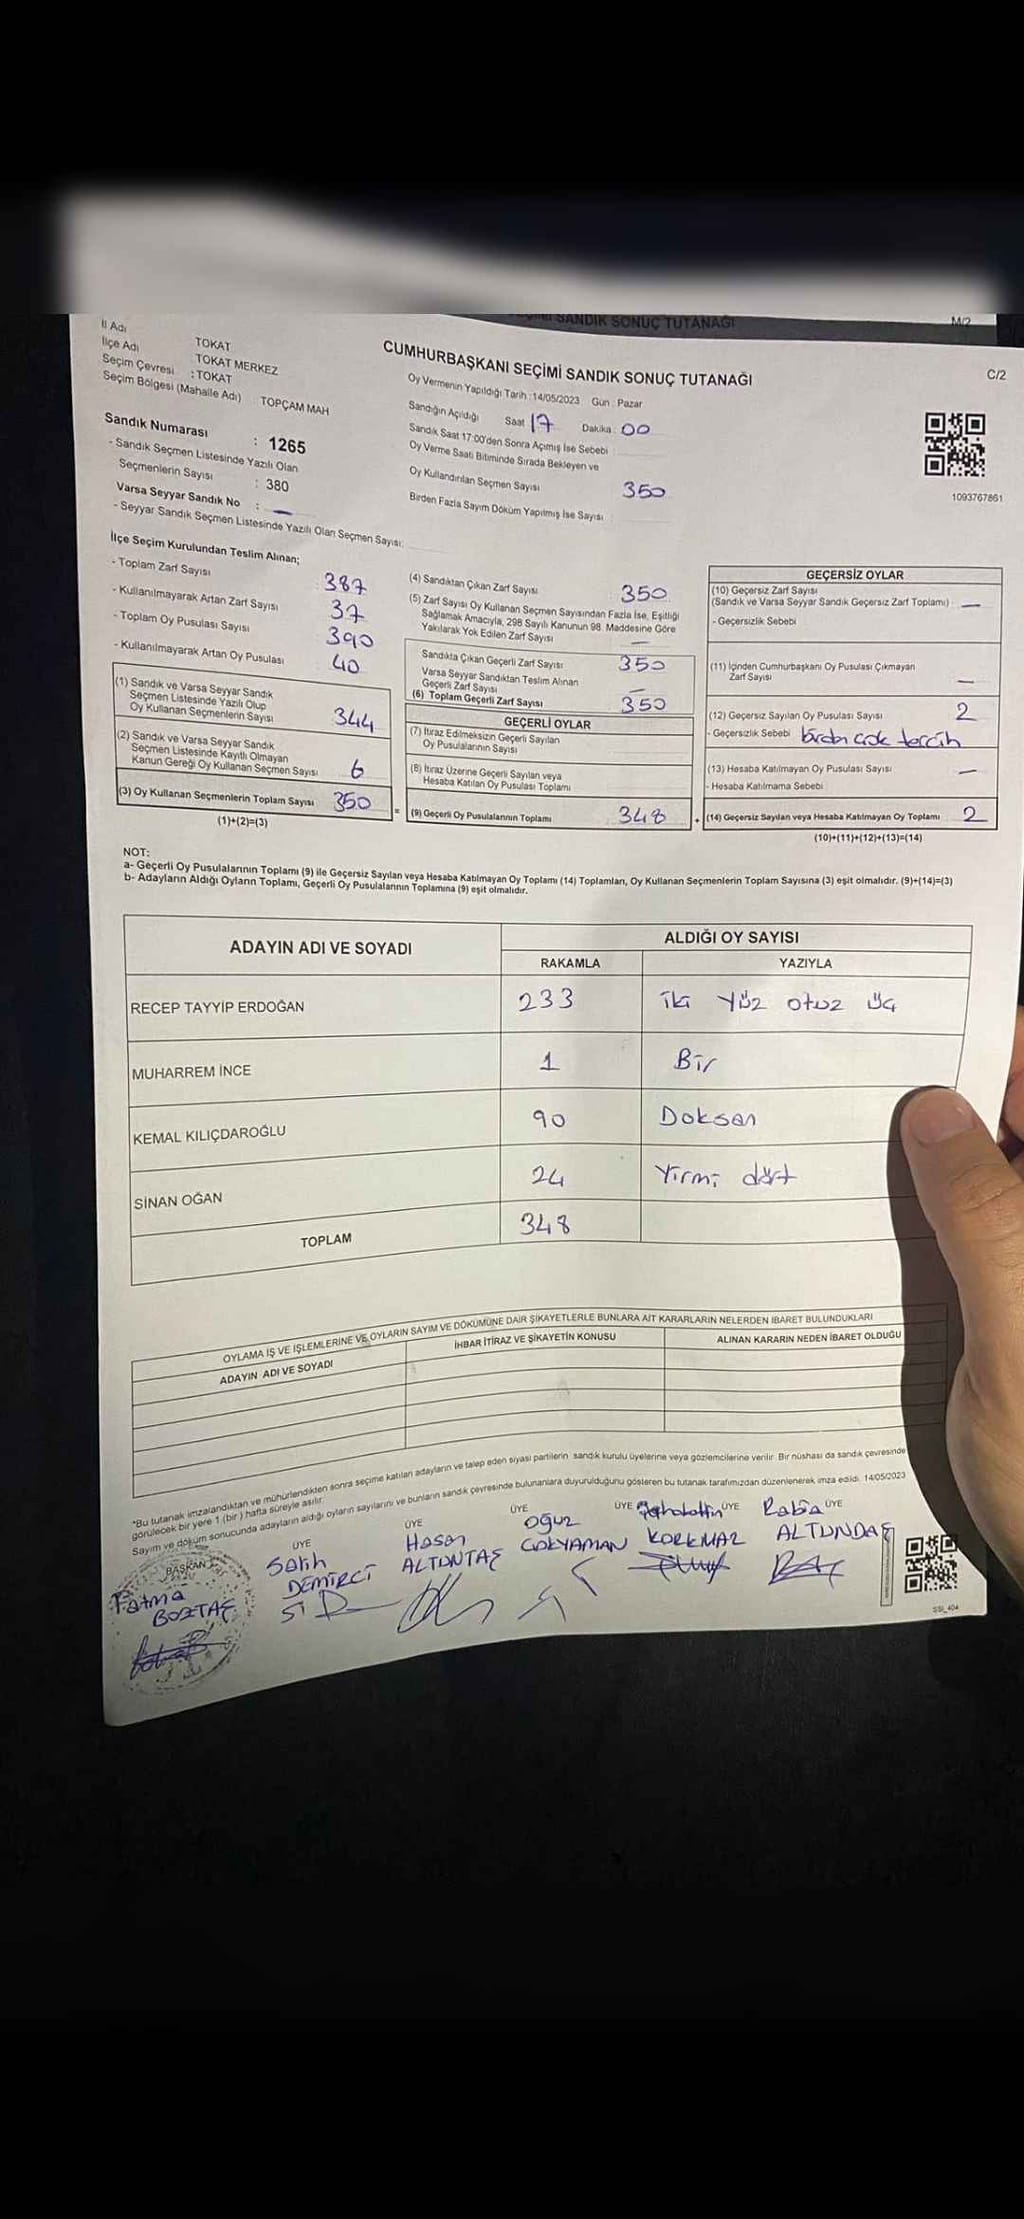 SANDIK SONUÇ TUTANAĞI
M/2
İl Adı
TOKAT
İlçe Adı
TOKAT MERKEZ
Seçim Çevresi : TOKAT
Seçim Bölgesi (Mahalle Adı) TOPÇAM MAH
Sandık Numarası : 1265
- Sandık Seçmen Listesinde Yazılı Olan
Seçmenlerin Sayısı : 380
Varsa Seyyar Sandık No : —
- Seyyar Sandık Seçmen Listesinde Yazılı Olan Seçmen Sayısı:
CUMHURBAŞKANI SEÇİMİ SANDIK SONUÇ TUTANAĞI
C/2
Oy Vermenin Yapıldığı Tarih :14/05/2023 Gün : Pazar
Sandığın Açıldığı Saat 17 Dakika : 00
Sandık Saat 17:00'den Sonra Açımış İse Sebebi
Oy Verme Saati Bitiminde Sırada Bekleyen ve
Oy Kullandırılan Seçmen Sayısı 350
Birden Fazla Sayım Döküm Yapılmış İse Sayısı
1093767861
İlçe Seçim Kurulundan Teslim Alınan;
- Toplam Zarf Sayısı 387
- Kullanılmayarak Artan Zarf Sayısı 37
- Toplam Oy Pusulası Sayısı 390
- Kullanılmayarak Artan Oy Pusulası 40
(1) Sandık ve Varsa Seyyar Sandık
Seçmen Listesinde Yazılı Olup
Oy Kullanan Seçmenlerin Sayısı 344
(2) Sandık ve Varsa Seyyar Sandık
Seçmen Listesinde Kayıtlı Olmayan
Kanun Gereği Oy Kullanan Seçmen Sayısı 6
(3) Oy Kullanan Seçmenlerin Toplam Sayısı 350
(1)+(2)=(3)
(4) Sandıktan Çıkan Zarf Sayısı 350
(5) Zarf Sayısı Oy Kullanan Seçmen Sayısından Fazla İse, Eşitliği
Sağlamak Amacıyla, 298 Sayılı Kanunun 98. Maddesine Göre
Yakılarak Yok Edilen Zarf Sayısı —
Sandıkta Çıkan Geçerli Zarf Sayısı 350
Varsa Seyyar Sandıktan Teslim Alınan
Geçerli Zarf Sayısı —
(6) Toplam Geçerli Zarf Sayısı 350
GEÇERLİ OYLAR
(7) İtiraz Edilmeksizin Geçerli Sayılan
Oy Pusulalarının Sayısı
(8) İtiraz Üzerine Geçerli Sayılan veya
Hesaba Katılan Oy Pusulası Toplamı
= (9) Geçerli Oy Pusulalarının Toplamı 348
GEÇERSİZ OYLAR
(10) Geçersiz Zarf Sayısı
(Sandık ve Varsa Seyyar Sandık Geçersiz Zarf Toplamı) —
- Geçersizlik Sebebi
(11) İçinden Cumhurbaşkanı Oy Pusulası Çıkmayan
Zarf Sayısı —
(12) Geçersiz Sayılan Oy Pusulası Sayısı 2
- Geçersizlik Sebebi birden çok tercih
(13) Hesaba Katılmayan Oy Pusulası Sayısı —
- Hesaba Katılmama Sebebi
+ (14) Geçersiz Sayılan veya Hesaba Katılmayan Oy Toplamı 2
(10)+(11)+(12)+(13)=(14)
NOT:
a- Geçerli Oy Pusulalarının Toplamı (9) ile Geçersiz Sayılan veya Hesaba Katılmayan Oy Toplamı (14) Toplamları, Oy Kullanan Seçmenlerin Toplam Sayısına (3) eşit olmalıdır. (9)+(14)=(3)
b- Adayların Aldığı Oyların Toplamı, Geçerli Oy Pusulalarının Toplamına (9) eşit olmalıdır.
ADAYIN ADI VE SOYADI
ALDIĞI OY SAYISI
RAKAMLA YAZIYLA
RECEP TAYYİP ERDOĞAN 233 iki yüz otuz üç
MUHARREM İNCE 1 Bir
KEMAL KILIÇDAROĞLU 90 Doksan
SİNAN OĞAN 24 Yirmi dört
TOPLAM 348
OYLAMA İŞ VE İŞLEMLERİNE VE OYLARIN SAYIM VE DÖKÜMÜNE DAİR ŞİKAYETLERLE BUNLARA AİT KARARLARIN NELERDEN İBARET BULUNDUKLARI
ADAYIN ADI VE SOYADI İHBAR İTİRAZ VE ŞİKAYETİN KONUSU ALINAN KARARIN NEDEN İBARET OLDUĞU
*Bu tutanak imzalandıktan ve mühürlendikten sonra seçime katılan adayların ve talep eden siyasi partilerin sandık kurulu üyelerine veya gözlemcilerine verilir. Bir nüshası da sandık çevresinde
görülecek bir yere 1 (bir) hafta süreyle asılır.
Sayım ve döküm sonucunda adayların aldığı oyların sayılarını ve bunların sandık çevresinde bulunanlara duyurulduğunu gösteren bu tutanak tarafımızdan düzenlenerek imza edildi. 14/05/2023
BAŞKAN ÜYE ÜYE ÜYE ÜYE ÜYE ÜYE
Fatma BOZTAŞ
Salih DEMİRCİ
Hasan ALTUNTAŞ
Oğuz GÖKYAMAN
KORKMAZ
Rabia ALTUNDAĞ
SSI_404